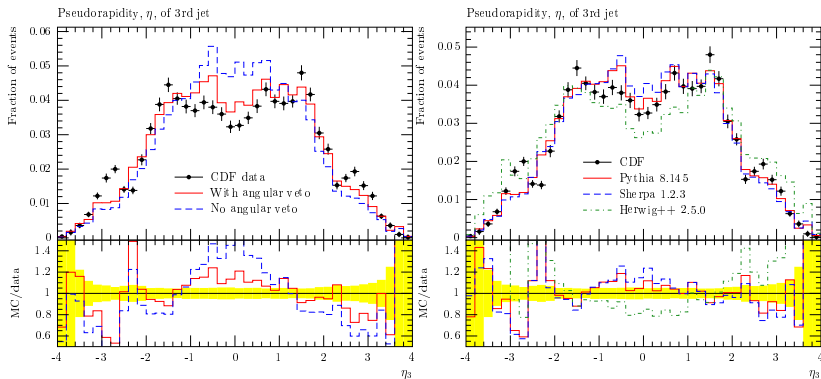 Pseudorapidity, η, of 3rd jet
Fraction of events
0.06
0.05
0.04
0.03
0.02
0.01
0
CDF data
With angular veto
No angular veto
MC/data
1.4
1.2
1
0.8
0.6
-4 -3 -2 -1 0 1 2 3 4
η3
Pseudorapidity, η, of 3rd jet
Fraction of events
0.05
0.04
0.03
0.02
0.01
0
CDF
Pythia 8.145
Sherpa 1.2.3
Herwig++ 2.5.0
MC/data
1.4
1.2
1
0.8
0.6
-4 -3 -2 -1 0 1 2 3 4
η3